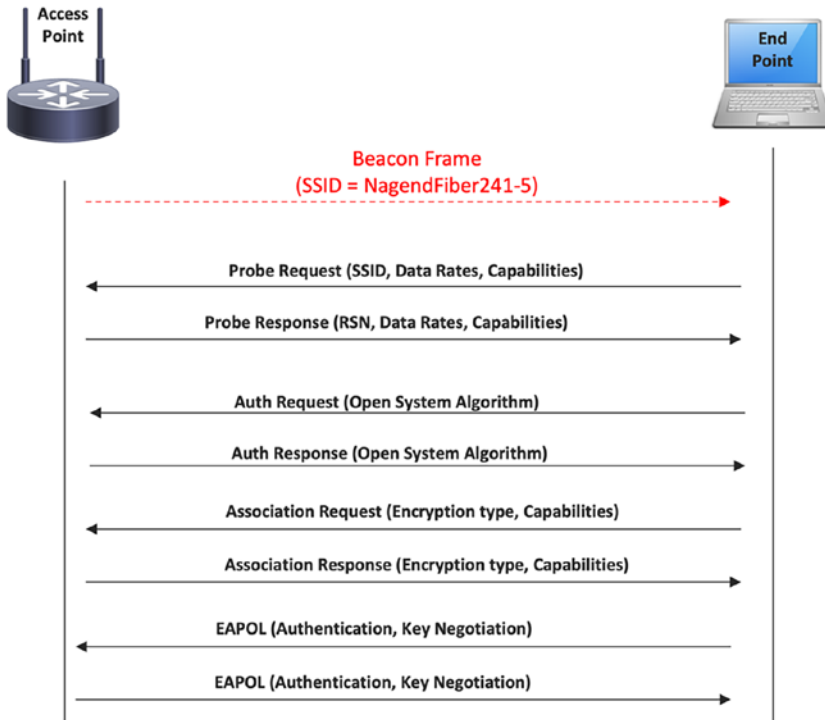 Access
Point
End
Point
Beacon Frame
(SSID = NagendFiber241-5)
Probe Request (SSID, Data Rates, Capabilities)
Probe Response (RSN, Data Rates, Capabilities)
Auth Request (Open System Algorithm)
Auth Response (Open System Algorithm)
Association Request (Encryption type, Capabilities)
Association Response (Encryption type, Capabilities)
EAPOL (Authentication, Key Negotiation)
EAPOL (Authentication, Key Negotiation)